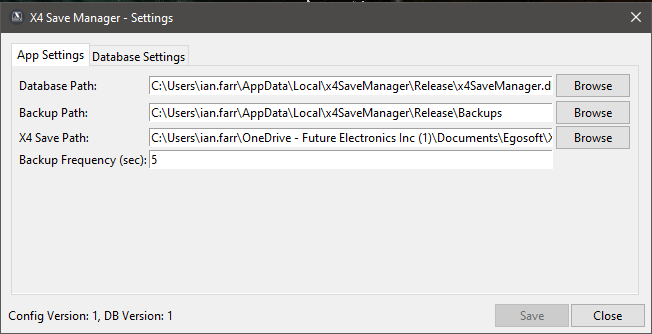 X4 Save Manager - Settings
App Settings Database Settings
Database Path: C:\Users\ian.farr\AppData\Local\x4SaveManager\Release\x4SaveManager.d Browse
Backup Path: C:\Users\ian.farr\AppData\Local\x4SaveManager\Release\Backups Browse
X4 Save Path: C:\Users\ian.farr\OneDrive - Future Electronics Inc (1)\Documents\Egosoft\X Browse
Backup Frequency (sec): 5
Config Version: 1, DB Version: 1 Save Close